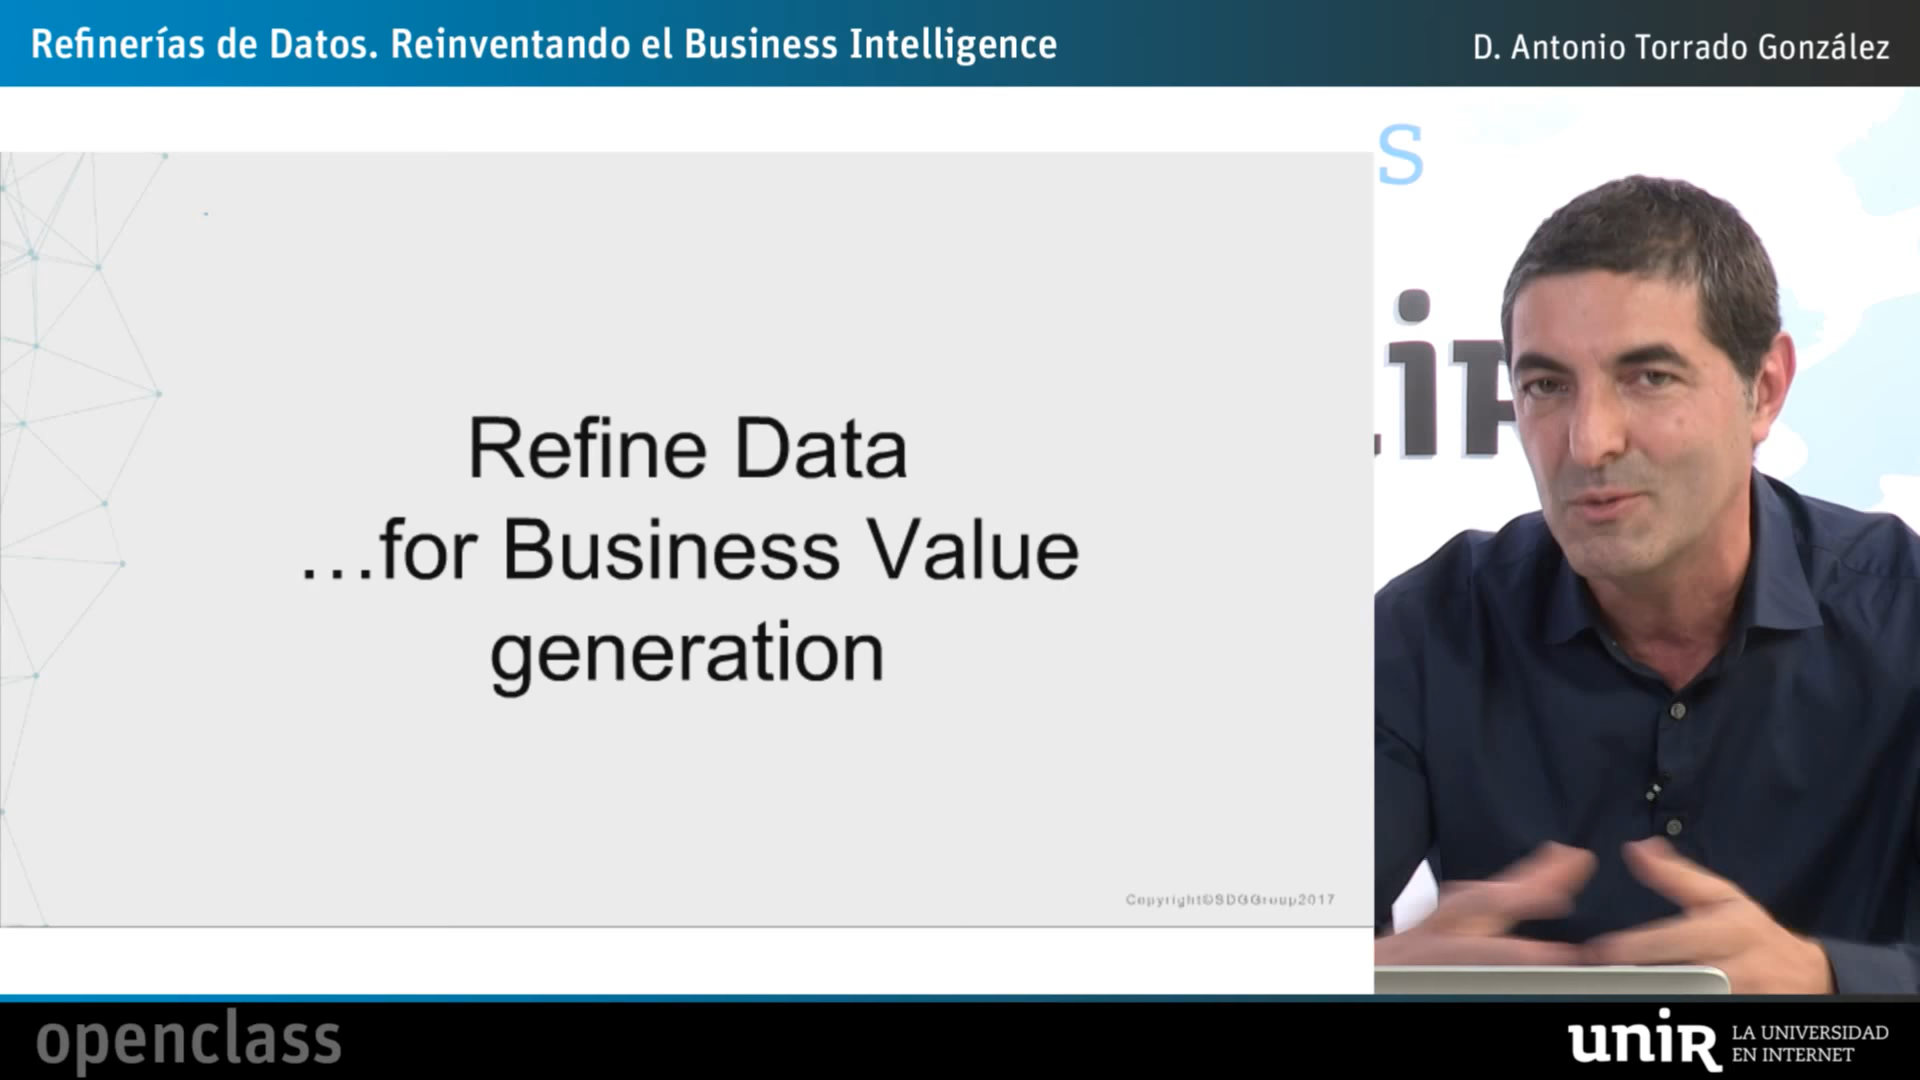 Refinerías de Datos. Reinventando el Business Intelligence
D. Antonio Torrado González
S
Refine Data
...for Business Value
generation
Copyright©SDGGroup2017
openclass
unir
LA UNIVERSIDAD
EN INTERNET